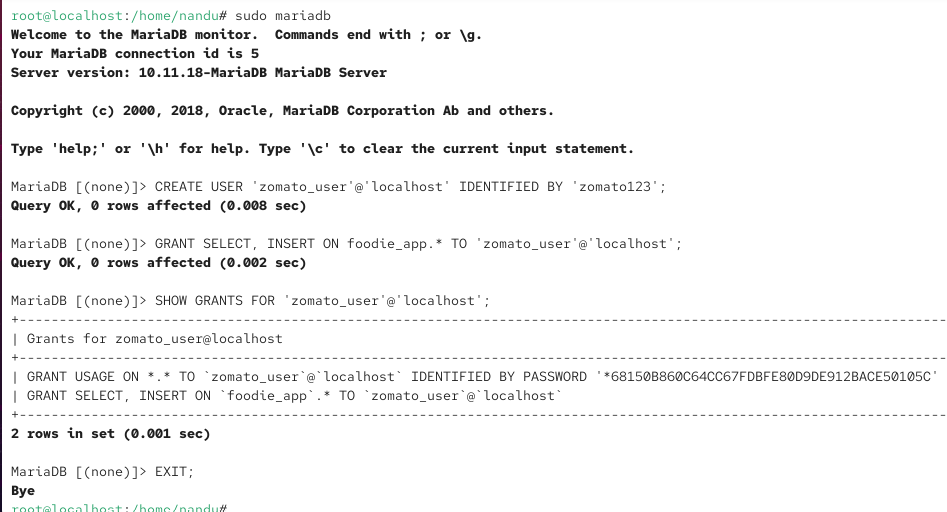 root@localhost:/home/nandu# sudo mariadb
Welcome to the MariaDB monitor.  Commands end with ; or \g.
Your MariaDB connection id is 5
Server version: 10.11.18-MariaDB MariaDB Server
Copyright (c) 2000, 2018, Oracle, MariaDB Corporation Ab and others.
Type 'help;' or '\h' for help. Type '\c' to clear the current input statement.
MariaDB [(none)]> CREATE USER 'zomato_user'@'localhost' IDENTIFIED BY 'zomato123';
Query OK, 0 rows affected (0.008 sec)
MariaDB [(none)]> GRANT SELECT, INSERT ON foodie_app.* TO 'zomato_user'@'localhost';
Query OK, 0 rows affected (0.002 sec)
MariaDB [(none)]> SHOW GRANTS FOR 'zomato_user'@'localhost';
| Grants for zomato_user@localhost
| GRANT USAGE ON *.* TO `zomato_user`@`localhost` IDENTIFIED BY PASSWORD '*68150B860C64CC67FDBFE80D9DE912BACE50105C'
| GRANT SELECT, INSERT ON `foodie_app`.* TO `zomato_user`@`localhost`
2 rows in set (0.001 sec)
MariaDB [(none)]> EXIT;
Bye
root@localhost:/home/nandu#